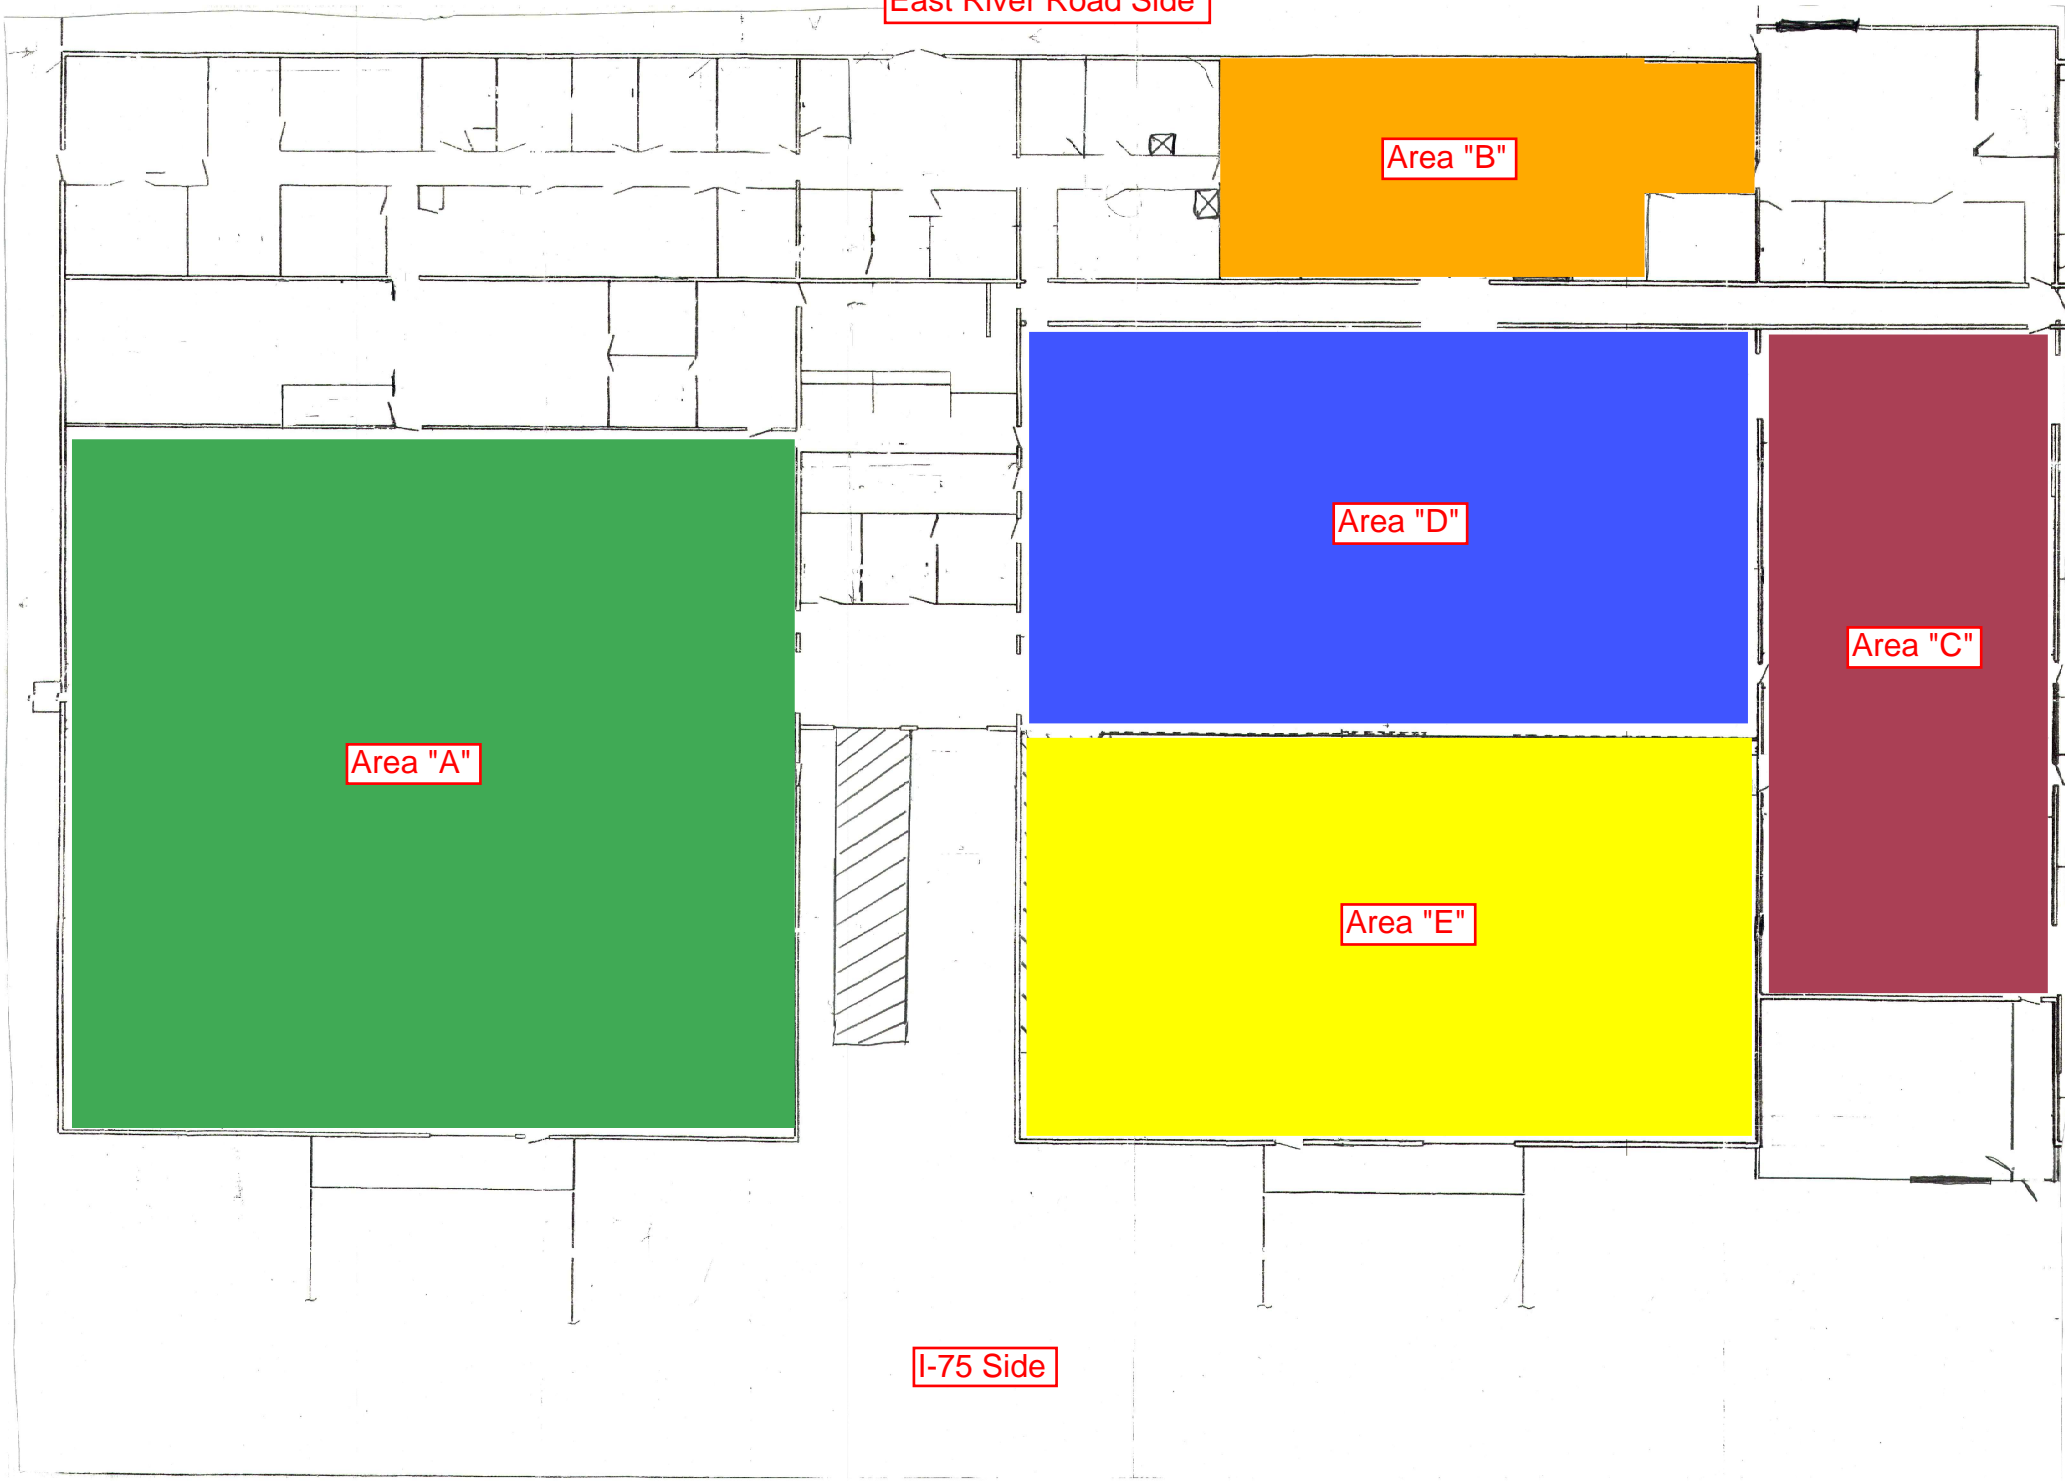 East River Road Side
Area "B"
Area "D"
Area "C"
Area "A"
Area "E"
I-75 Side